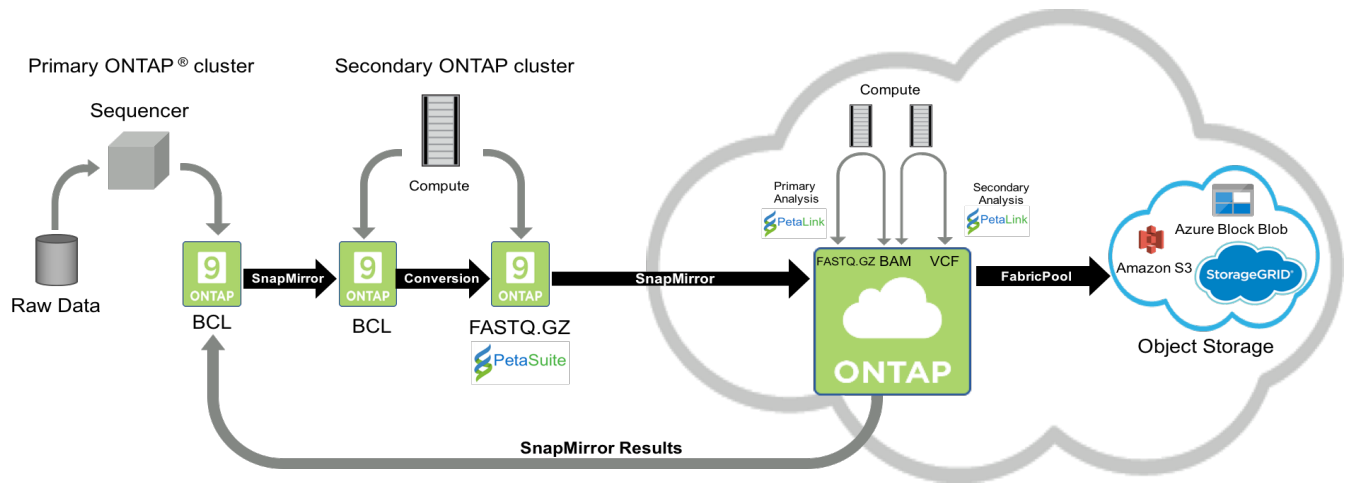 Primary ONTAP ® cluster
Sequencer
Raw Data
9
ONTAP
BCL
SnapMirror
Secondary ONTAP cluster
Compute
9
ONTAP
BCL
Conversion
9
ONTAP
FASTQ.GZ
PetaSuite
SnapMirror
Compute
Primary
Analysis
PetaLink
Secondary
Analysis
PetaLink
FASTQ.GZ BAM VCF
ONTAP
FabricPool
Azure Block Blob
Amazon S3
StorageGRID®
Object Storage
SnapMirror Results